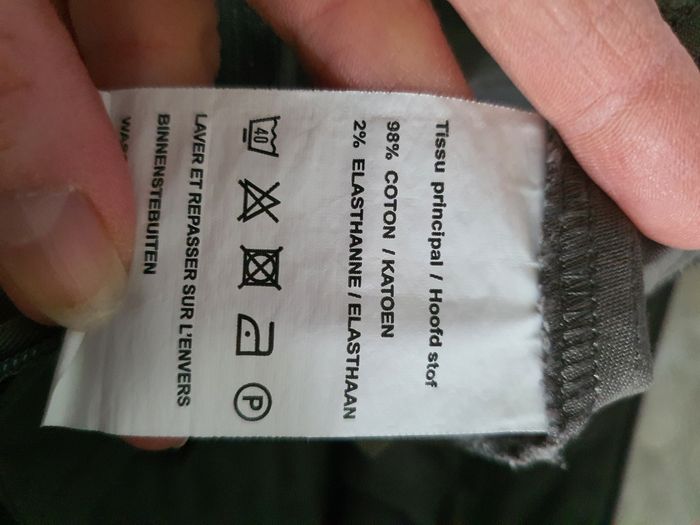 Tissu principal / Hoofd stof
98% COTON / KATOEN
2% ELASTHANNE / ELASTHAAN
40
P
LAVER ET REPASSER SUR L'ENVERS
BINNENSTEBUITEN